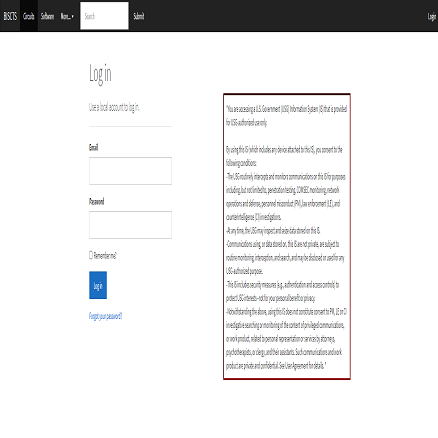 BISCTS Circuits Software More... Search Submit Login
Log in
Use a local account to log in.
Email
Password
Remember me?
Log in
Forgot your password?
"You are accessing a U.S. Government (USG) Information System (IS) that is provided
for USG-authorized use only.
By using this IS (which includes any device attached to this IS), you consent to the
following conditions:
-The USG routinely intercepts and monitors communications on this IS for purposes
including, but not limited to, penetration testing, COMSEC monitoring, network
operations and defense, personnel misconduct (PM), law enforcement (LE), and
counterintelligence (CI) investigations.
-At any time, the USG may inspect and seize data stored on this IS.
-Communications using, or data stored on, this IS are not private, are subject to
routine monitoring, interception, and search, and may be disclosed or used for any
USG-authorized purpose.
-This IS includes security measures (e.g., authentication and access controls) to
protect USG interests--not for your personal benefit or privacy.
-Notwithstanding the above, using this IS does not constitute consent to PM, LE or CI
investigative searching or monitoring of the content of privileged communications,
or work product, related to personal representation or services by attorneys,
psychotherapists, or clergy, and their assistants. Such communications and work
product are private and confidential. See User Agreement for details. "